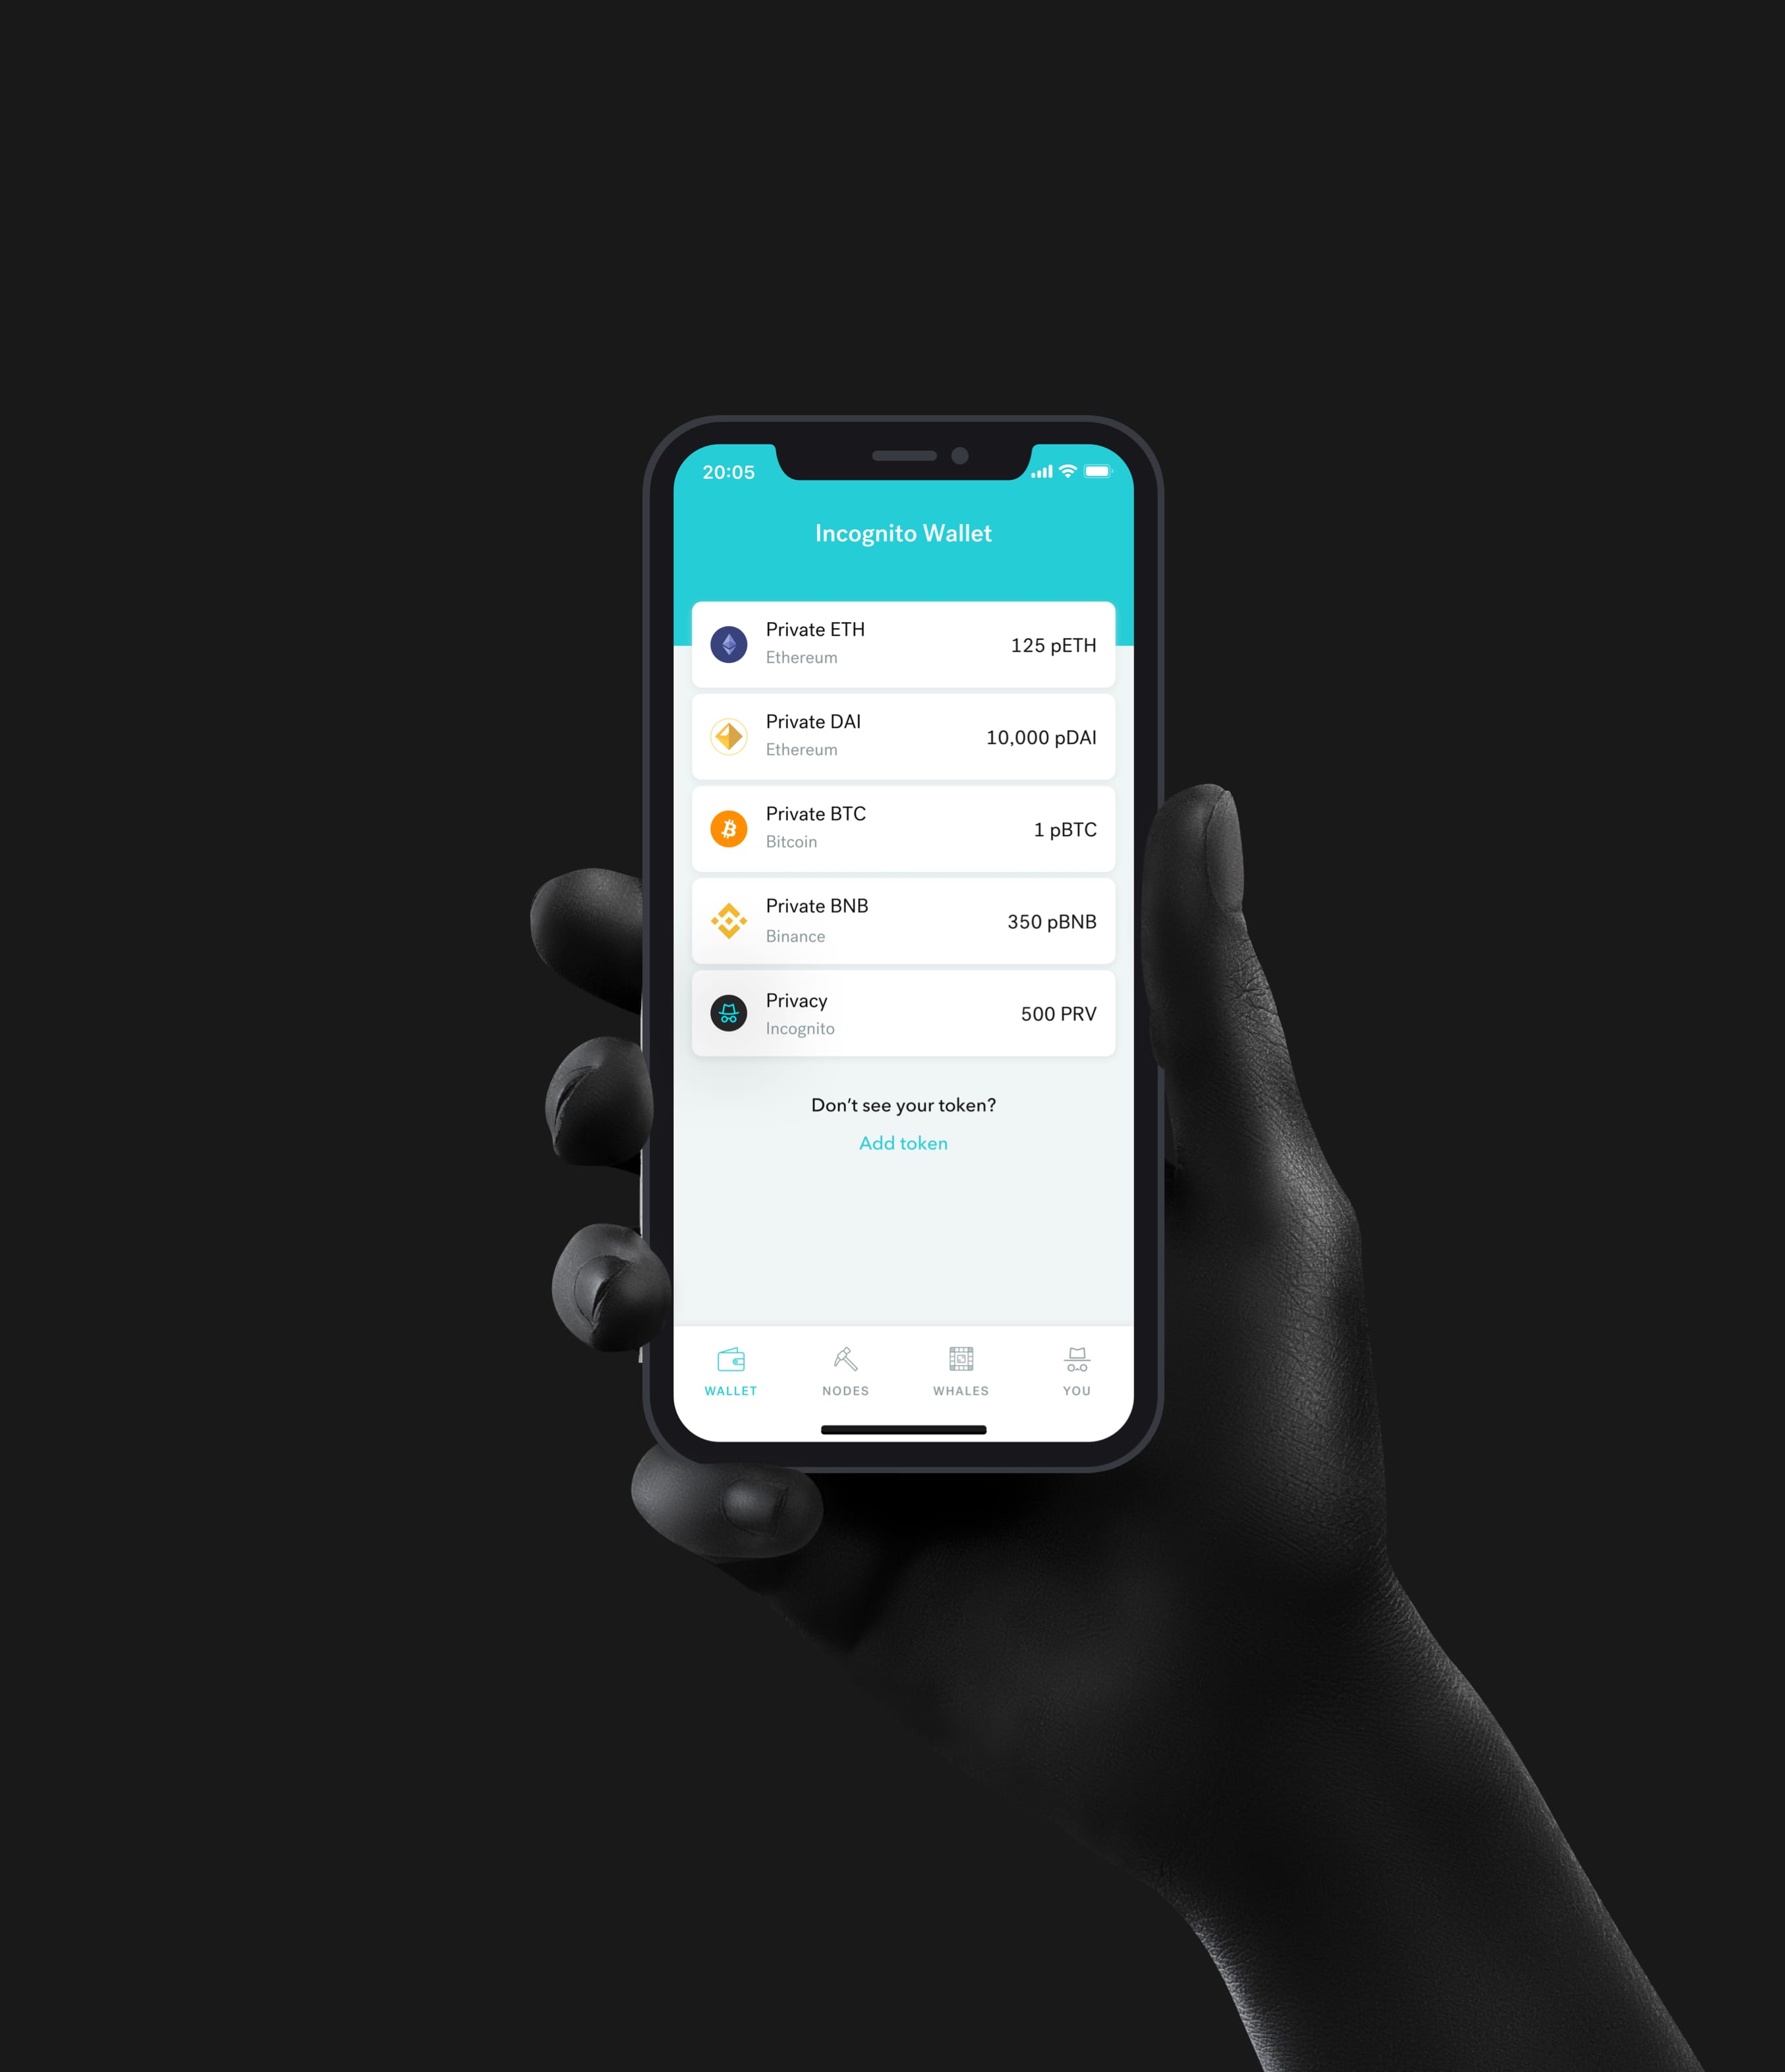 20:05
Incognito Wallet
Private ETH
Ethereum
125 pETH
Private DAI
Ethereum
10,000 pDAI
Private BTC
Bitcoin
1 pBTC
Private BNB
Binance
350 pBNB
Privacy
Incognito
500 PRV
Don’t see your token?
Add token
WALLET
NODES
WHALES
YOU